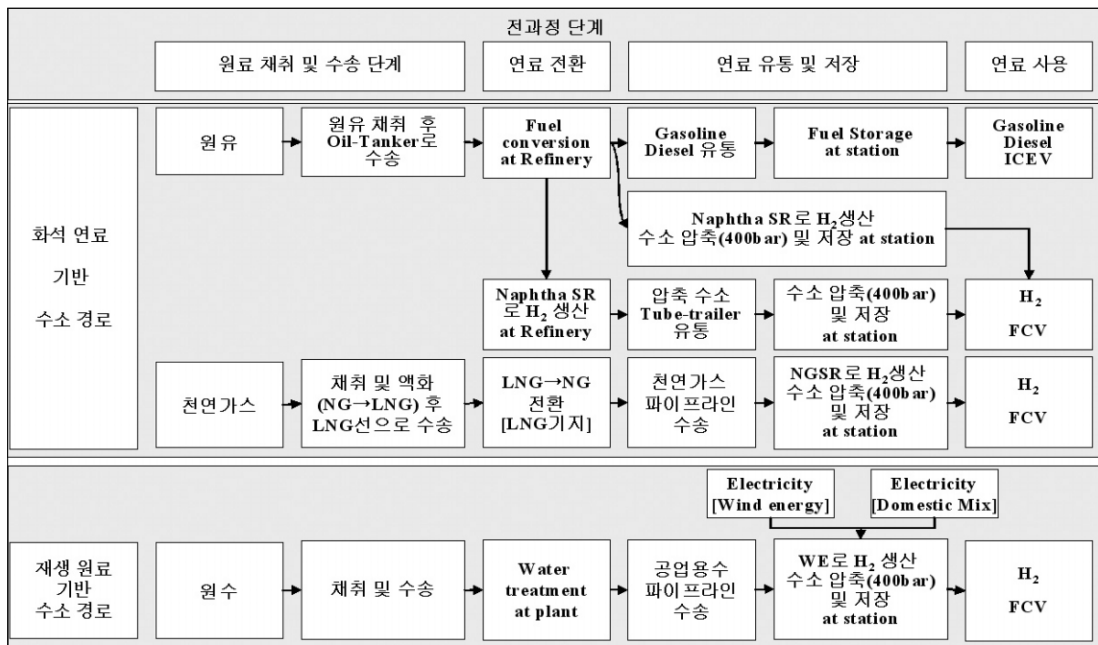 전과정 단계
원료 채취 및 수송 단계
연료 전환
연료 유통 및 저장
연료 사용
화석 연료
기반
수소 경로
원유
원유 채취 후
Oil-Tanker로
수송
Fuel
conversion
at Refinery
Gasoline
Diesel 유통
Fuel Storage
at station
Gasoline
Diesel
ICEV
Naphtha SR로 H₂생산
수소 압축(400bar) 및 저장 at station
Naphtha SR
로 H₂ 생산
at Refinery
압축 수소
Tube-trailer
유통
수소 압축(400bar)
및 저장
at station
H₂
FCV
천연가스
채취 및 액화
(NG→LNG) 후
LNG선으로 수송
LNG→NG
전환
[LNG기지]
천연가스
파이프라인
수송
NGSR로 H₂생산
수소 압축(400bar)
및 저장
at station
H₂
FCV
Electricity
[Wind energy]
Electricity
[Domestic Mix]
재생 원료
기반
수소 경로
원수
채취 및 수송
Water
treatment
at plant
공업용수
파이프라인
수송
WE로 H₂ 생산
수소 압축(400bar)
및 저장
at station
H₂
FCV